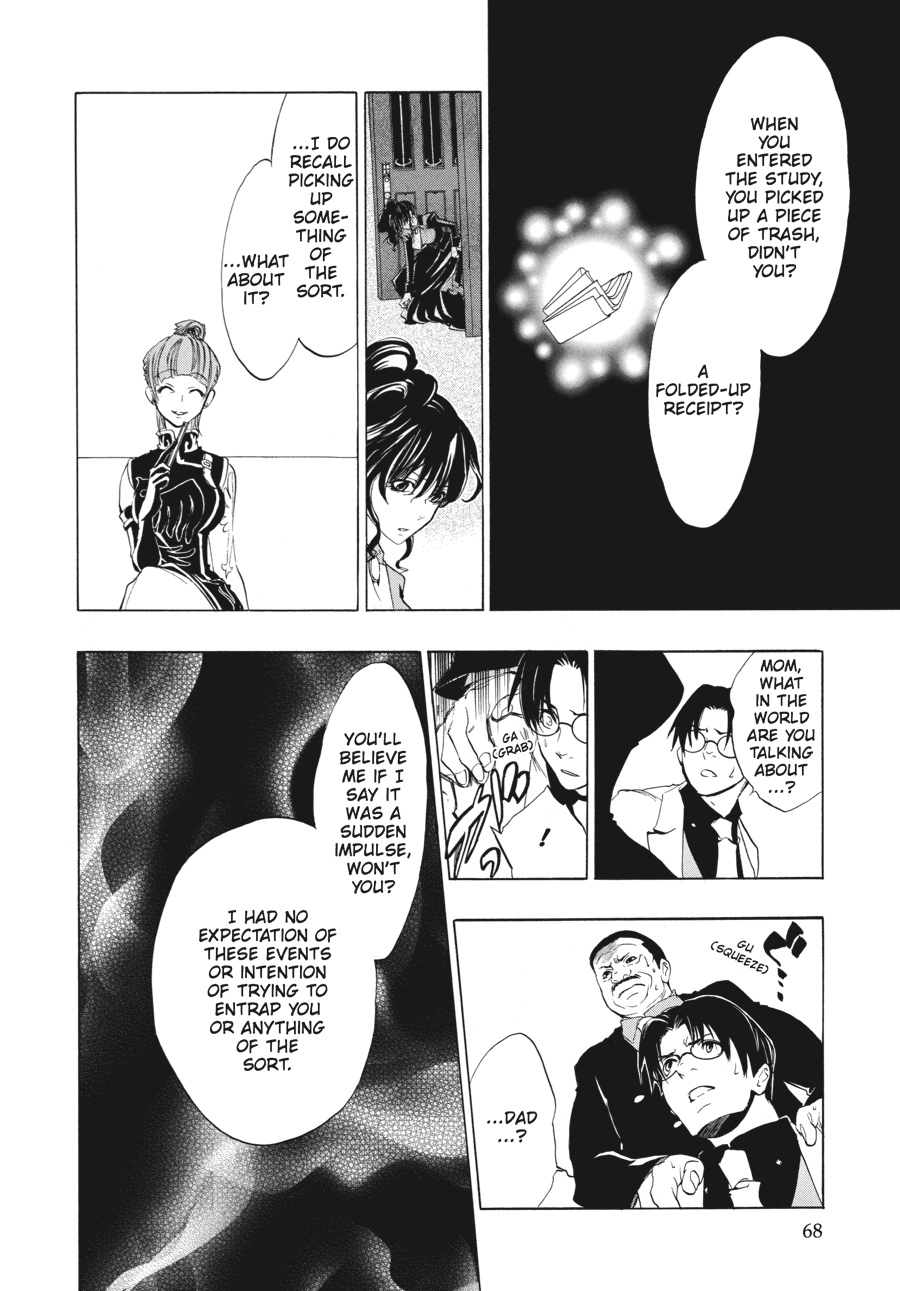 WHEN
YOU
ENTERED
THE STUDY,
YOU PICKED
UP A PIECE
OF TRASH,
DIDN'T
YOU?
A
FOLDED-UP
RECEIPT?
...I DO
RECALL
PICKING
UP
SOME-
THING
OF
THE
SORT.
...WHAT
ABOUT
IT?
MOM,
WHAT
IN THE
WORLD
ARE YOU
TALKING
ABOUT
...?
GA
(GRAB)
GU
(SQUEEZE)
...DAD
...?
YOU'LL
BELIEVE
ME IF I
SAY IT
WAS A
SUDDEN
IMPULSE,
WON'T
YOU?
I HAD NO
EXPECTATION OF
THESE EVENTS
OR INTENTION
OF TRYING TO
ENTRAP YOU
OR ANYTHING
OF THE
SORT.
68